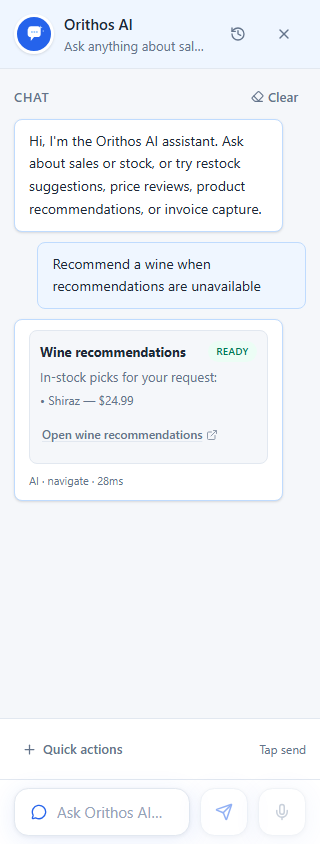 Orithos AI
Ask anything about sal...
CHAT
Clear
Hi, I'm the Orithos AI assistant. Ask
about sales or stock, or try restock
suggestions, price reviews, product
recommendations, or invoice capture.
Recommend a wine when
recommendations are unavailable
Wine recommendations READY
In-stock picks for your request:
• Shiraz — $24.99
Open wine recommendations
AI · navigate · 28ms
Quick actions
Tap send
Ask Orithos AI...